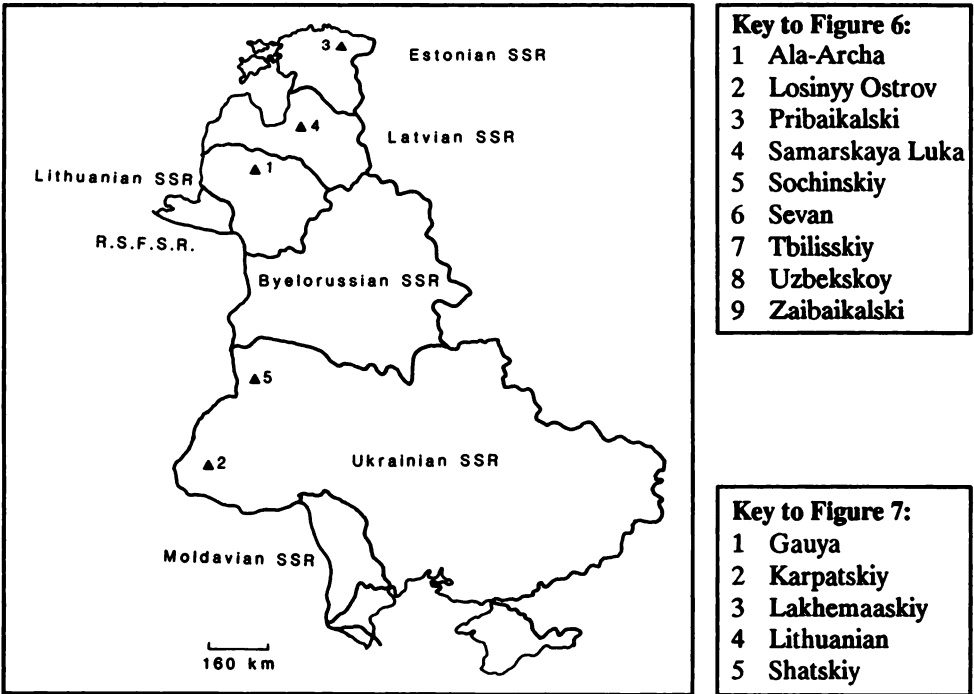 3
Estonian SSR
4
Latvian SSR
1
Lithuanian SSR
R.S.F.S.R.
Byelorussian SSR
5
2
Ukrainian SSR
Moldavian SSR
160 km
Key to Figure 6:
1 Ala-Archa
2 Losinyy Ostrov
3 Pribaikalski
4 Samarskaya Luka
5 Sochinskiy
6 Sevan
7 Tbilisskiy
8 Uzbekskoy
9 Zaibaikalski
Key to Figure 7:
1 Gauya
2 Karpatskiy
3 Lakhemaaskiy
4 Lithuanian
5 Shatskiy